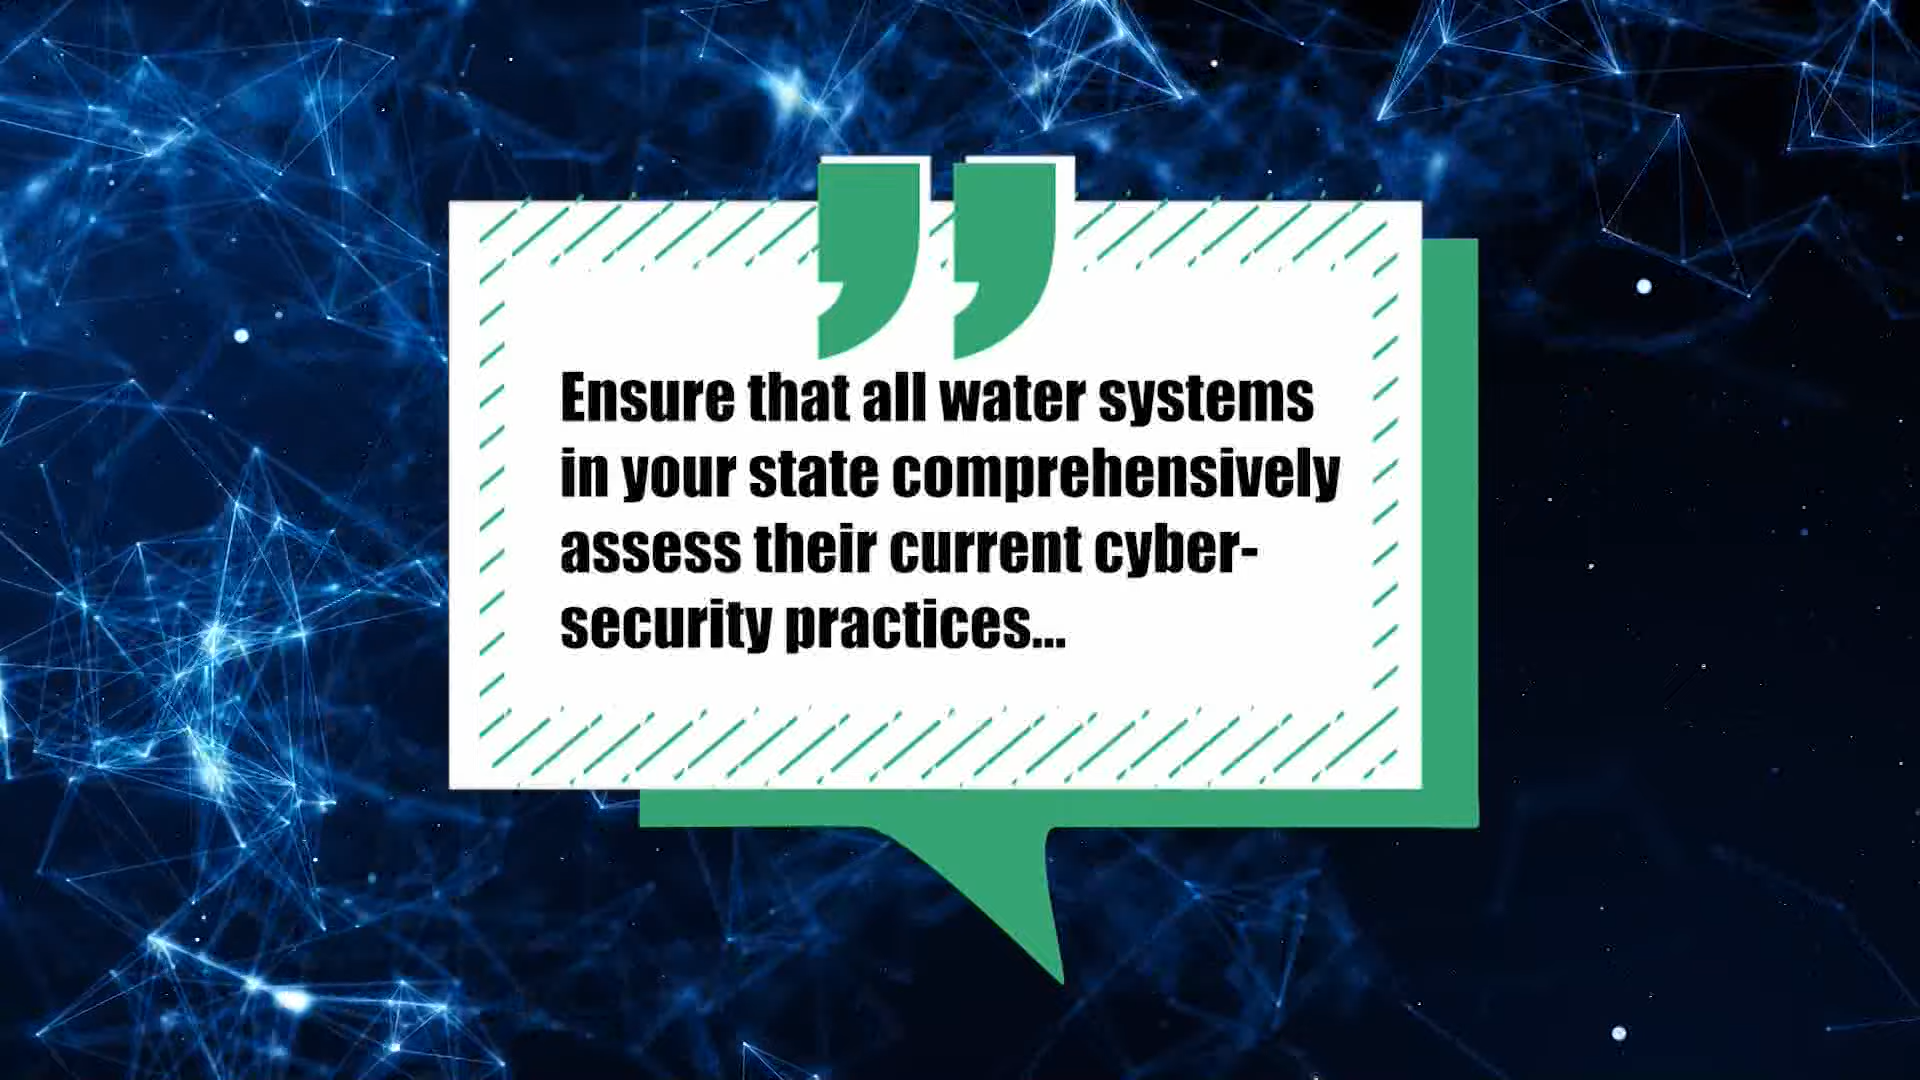 Ensure that all water systems
in your state comprehensively
assess their current cyber-
security practices...